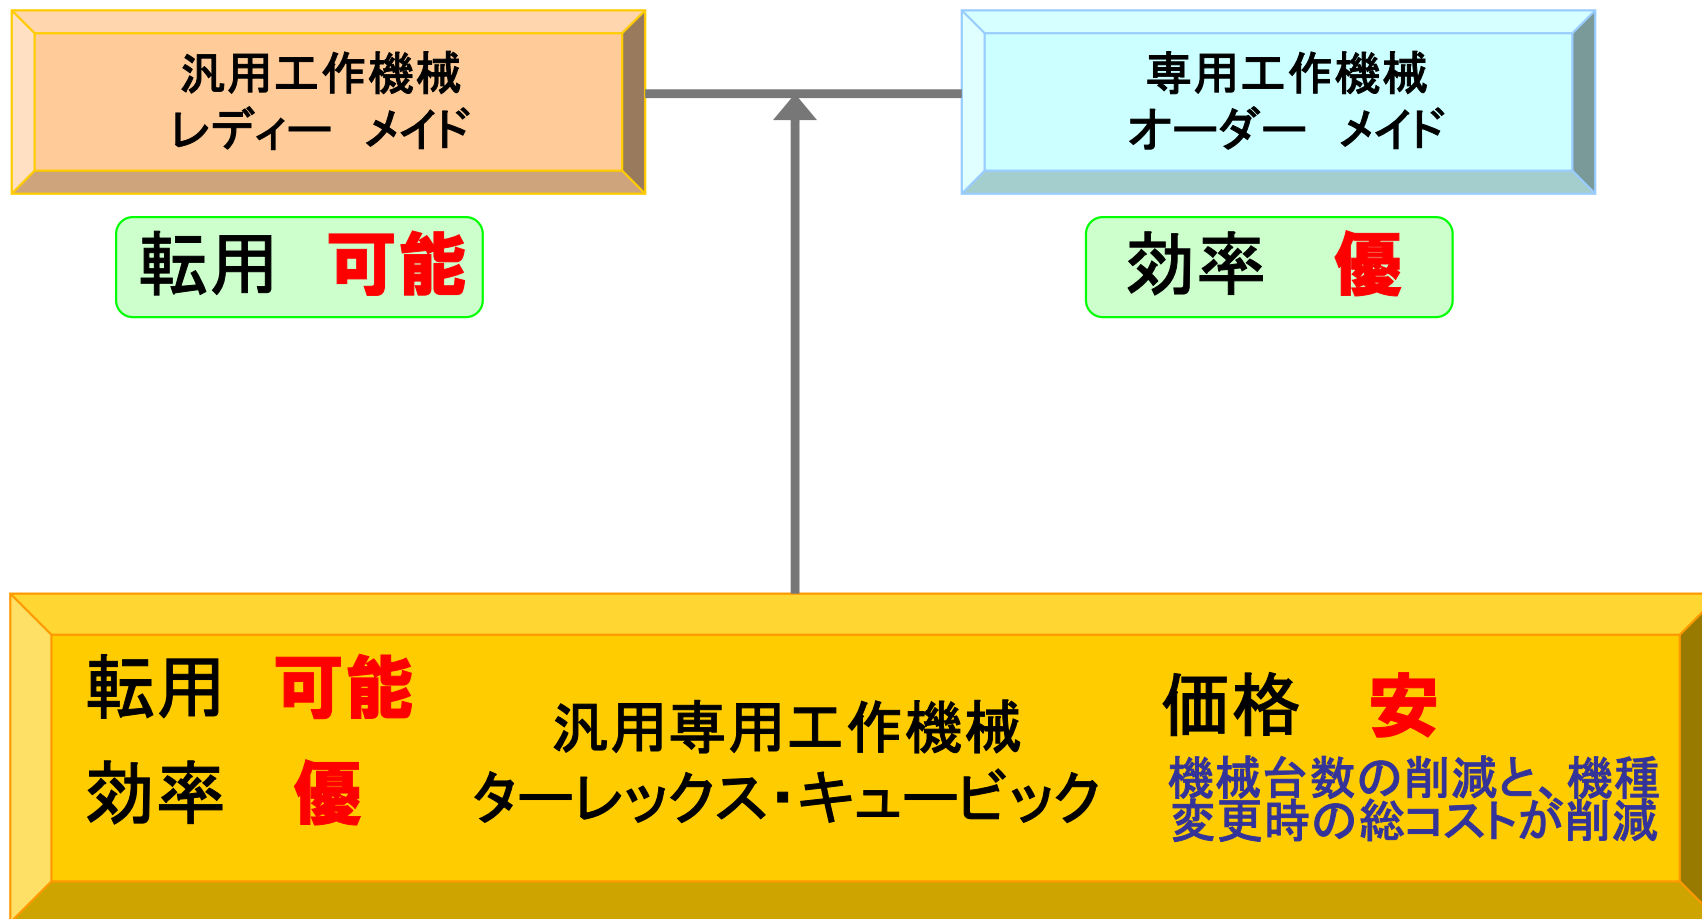 汎用工作機械
レディー　メイド
専用工作機械
オーダー　メイド
転用　可能
効率　優
転用　可能
効率　優
汎用専用工作機械
ターレックス・キュービック
価格　安
機械台数の削減と、機種
変更時の総コストが削減